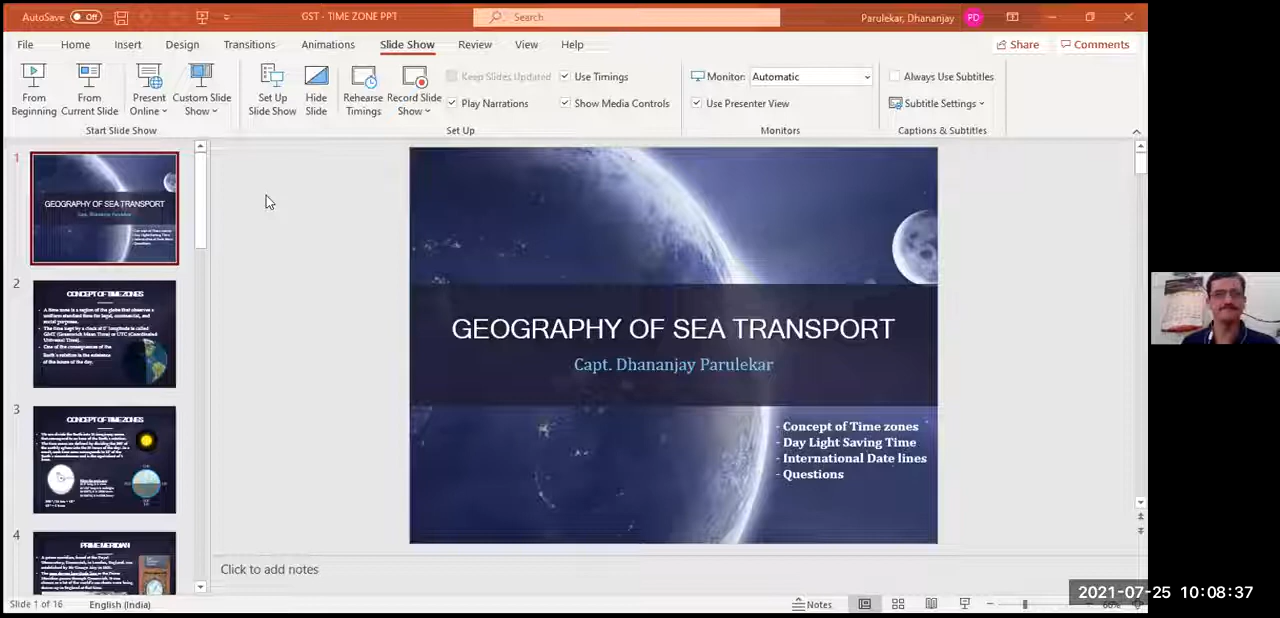 AutoSave Off GST - TIME ZONE PPT Search Parulekar, Dhananjay PD
File Home Insert Design Transitions Animations Slide Show Review View Help Share Comments
From Beginning
From Current Slide
Present Online
Custom Slide Show
Set Up Slide Show
Hide Slide
Rehearse Timings
Record Slide Show
Keep Slides Updated
Use Timings
Play Narrations
Show Media Controls
Monitor: Automatic
Use Presenter View
Always Use Subtitles
Subtitle Settings
Start Slide Show Set Up Monitors Captions & Subtitles
1
GEOGRAPHY OF SEA TRANSPORT
Capt. Dhananjay Parulekar
2
CONCEPT OF TIME ZONES
3
CONCEPT OF TIME ZONES
4
PRIME MERIDIAN
GEOGRAPHY OF SEA TRANSPORT
Capt. Dhananjay Parulekar
- Concept of Time zones
- Day Light Saving Time
- International Date lines
- Questions
Click to add notes
2021-07-25 10:08:37
Slide 1 of 16 English (India) Notes